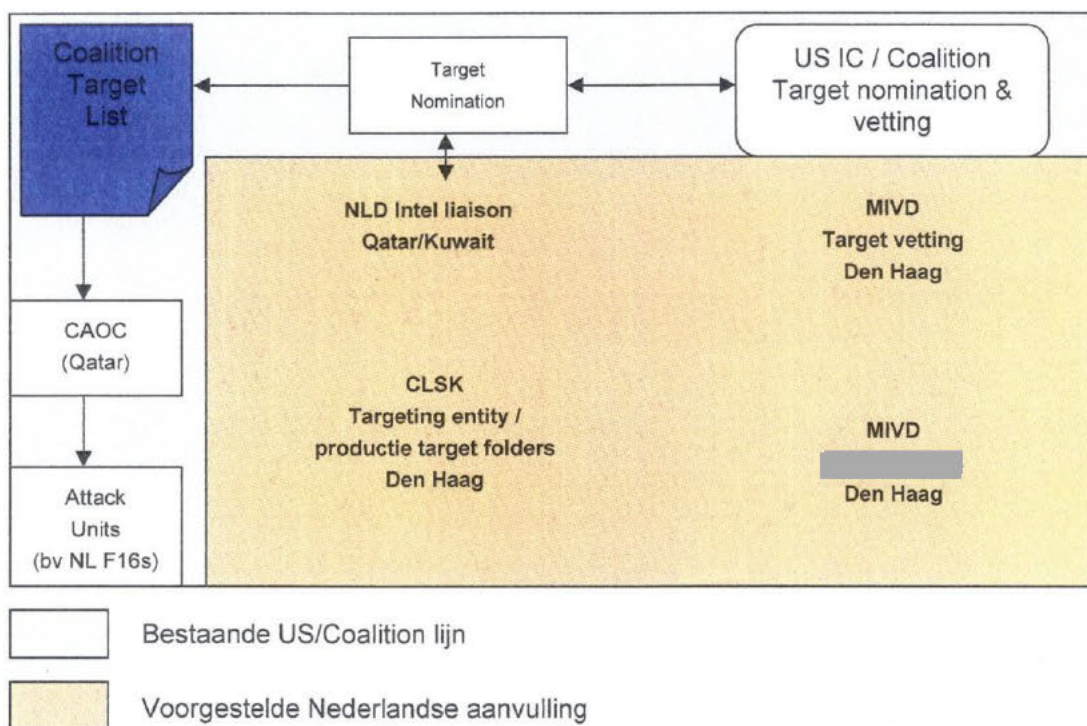 Coalition
Target
List
Target
Nomination
US IC / Coalition
Target nomination &
vetting
NLD Intel liaison
Qatar/Kuwait
MIVD
Target vetting
Den Haag
CAOC
(Qatar)
CLSK
Targeting entity /
productie target folders
Den Haag
MIVD
Den Haag
Attack
Units
(bv NL F16s)
Bestaande US/Coalition lijn
Voorgestelde Nederlandse aanvulling